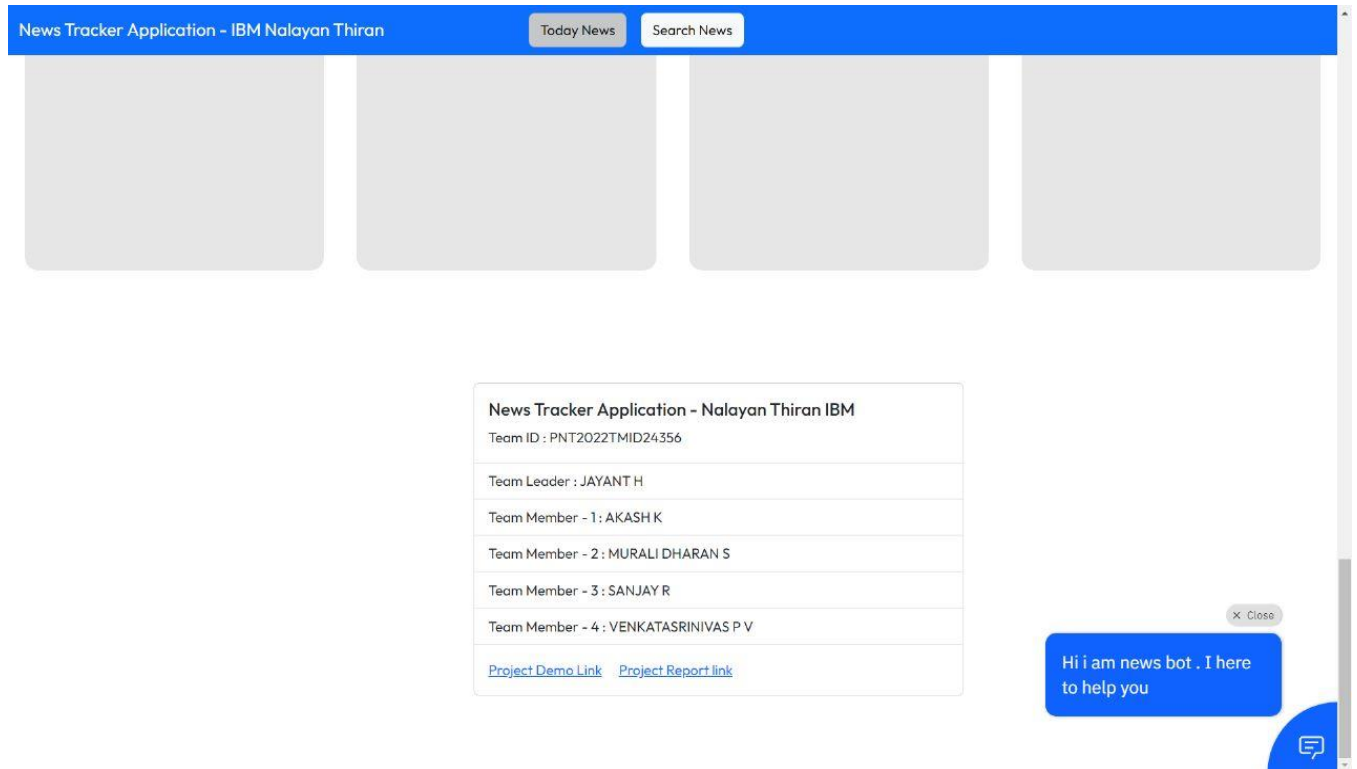 News Tracker Application - IBM Nalayan Thiran
Today News
Search News
News Tracker Application - Nalayan Thiran IBM
Team ID : PNT2022TMID24356
Team Leader : JAYANT H
Team Member - 1 : AKASH K
Team Member - 2 : MURALI DHARAN S
Team Member - 3 : SANJAY R
Team Member - 4 : VENKATASRINIVAS P V
Project Demo Link
Project Report link
× Close
Hi i am news bot . I here
to help you